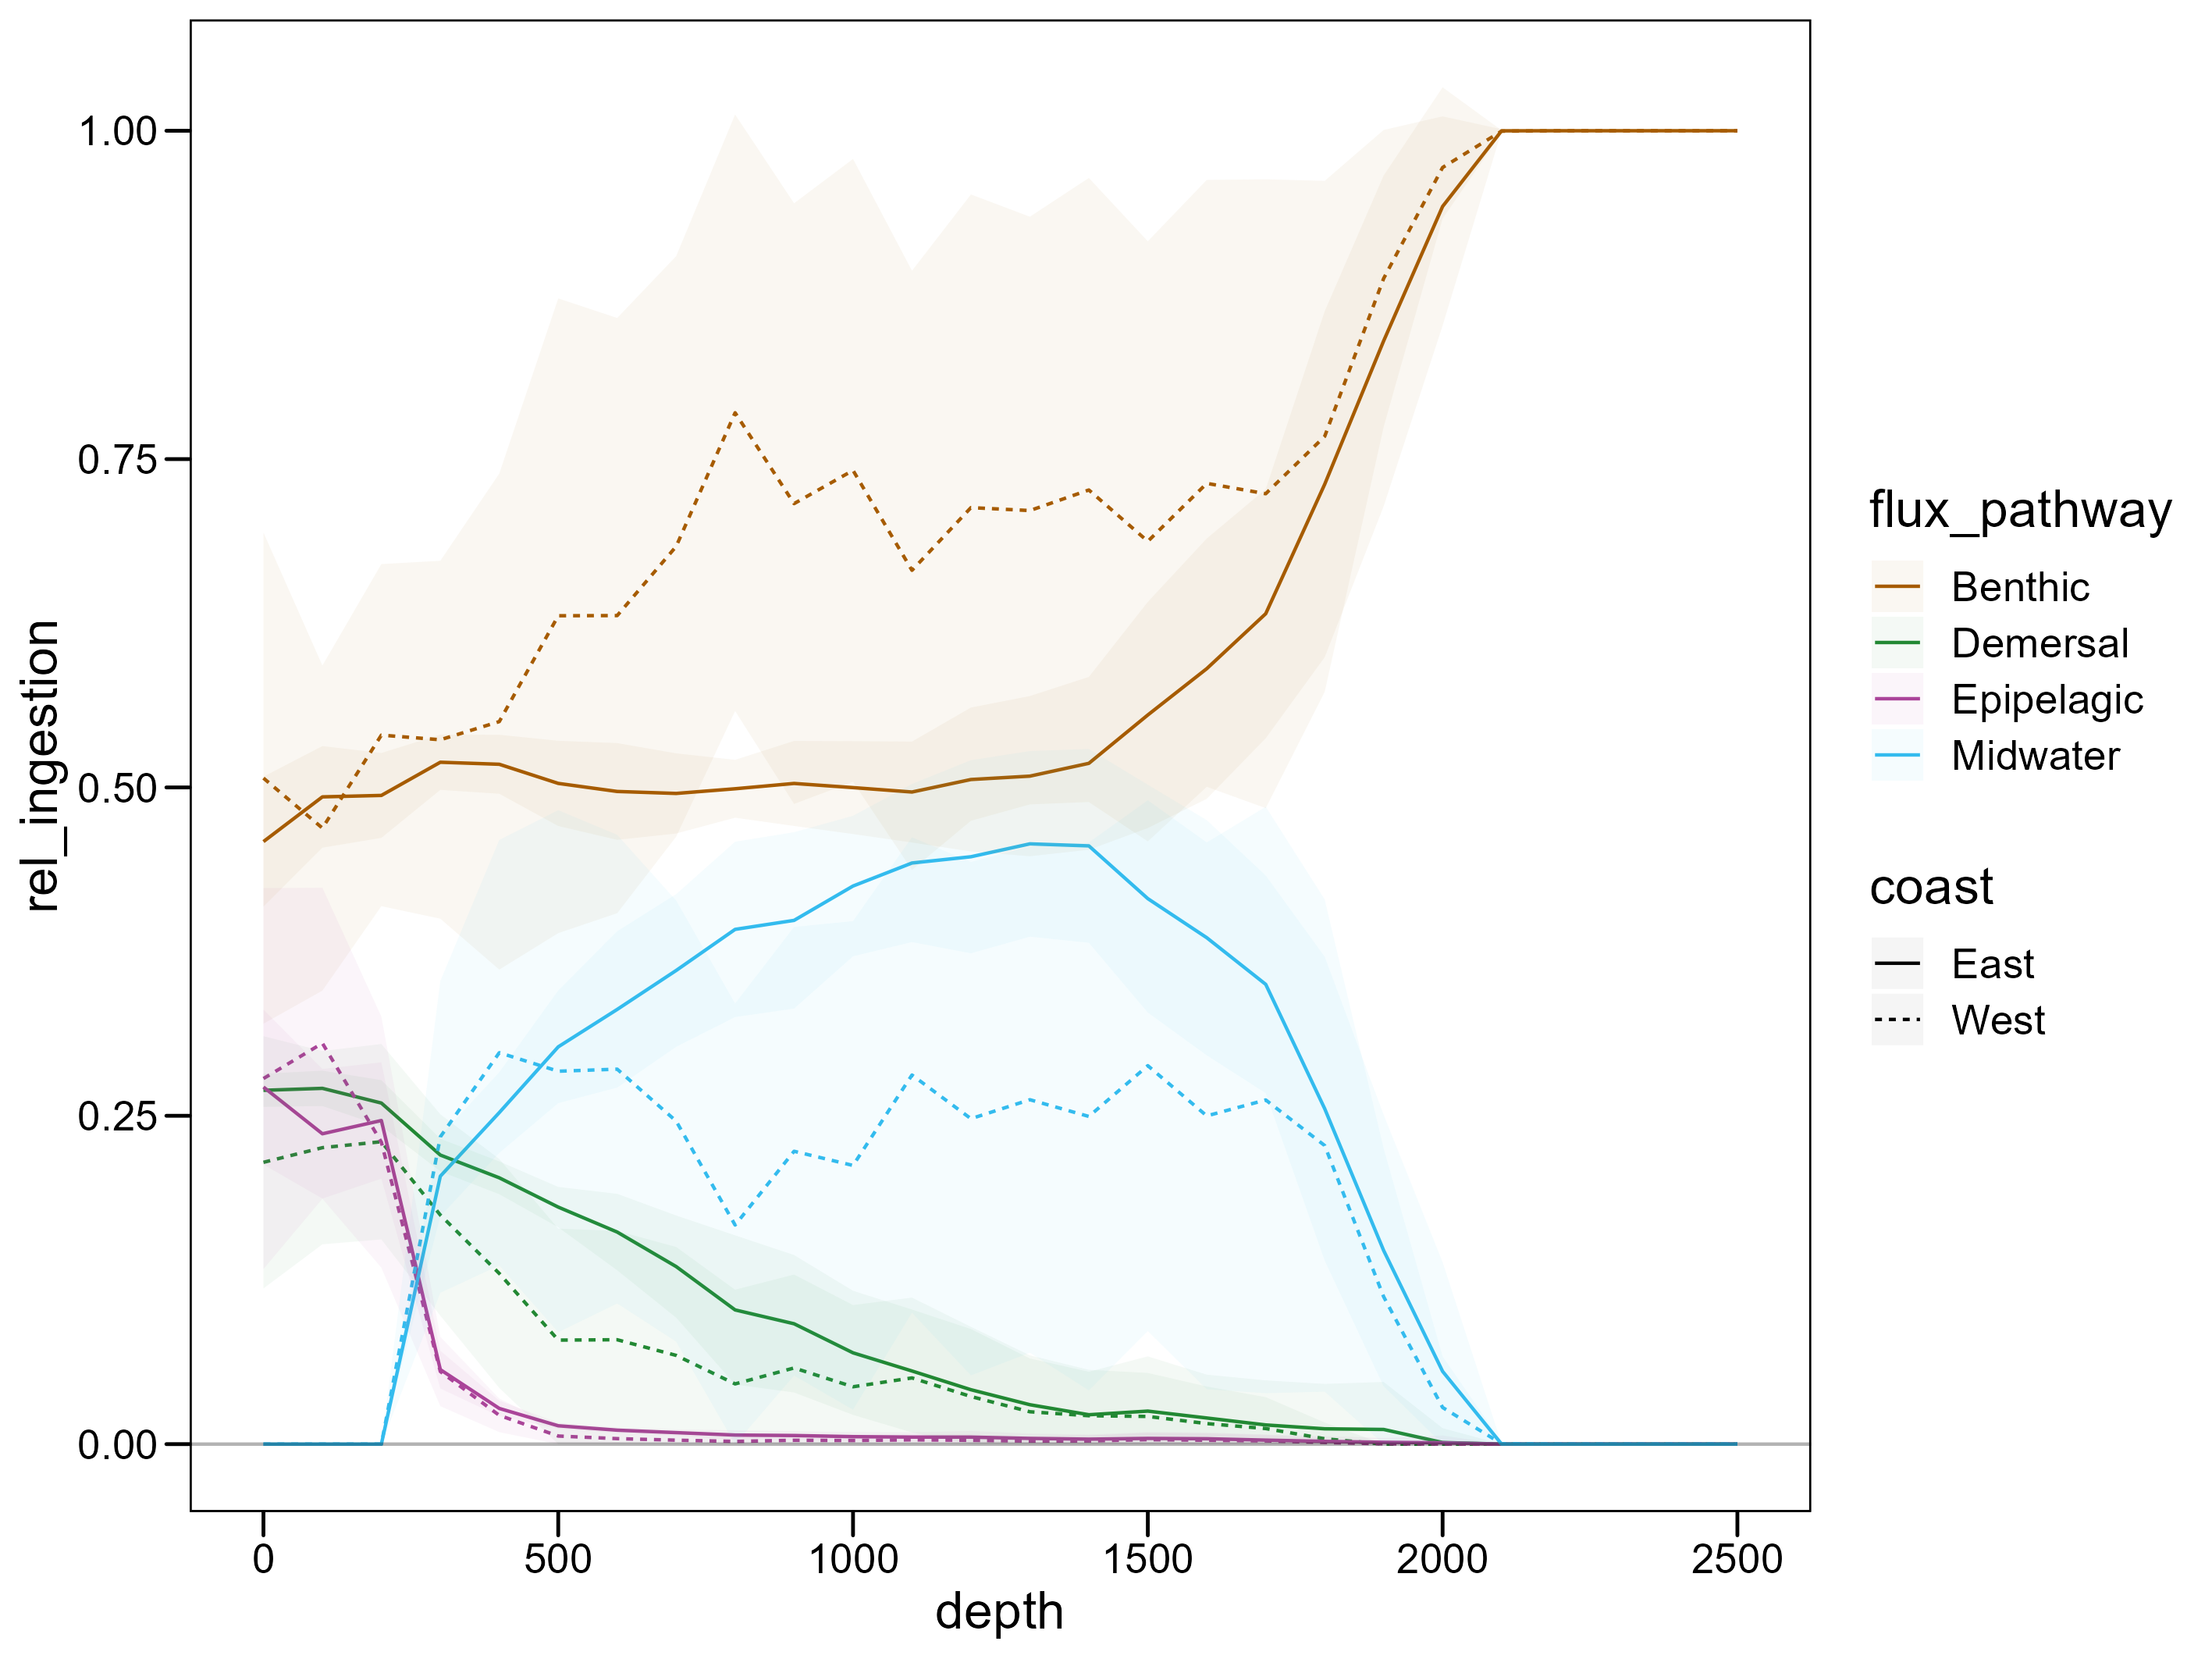 1.00
0.75
0.50
0.25
0.00
rel_ingestion
0
500
1000
1500
2000
2500
depth
flux_pathway
Benthic
Demersal
Epipelagic
Midwater
coast
East
West